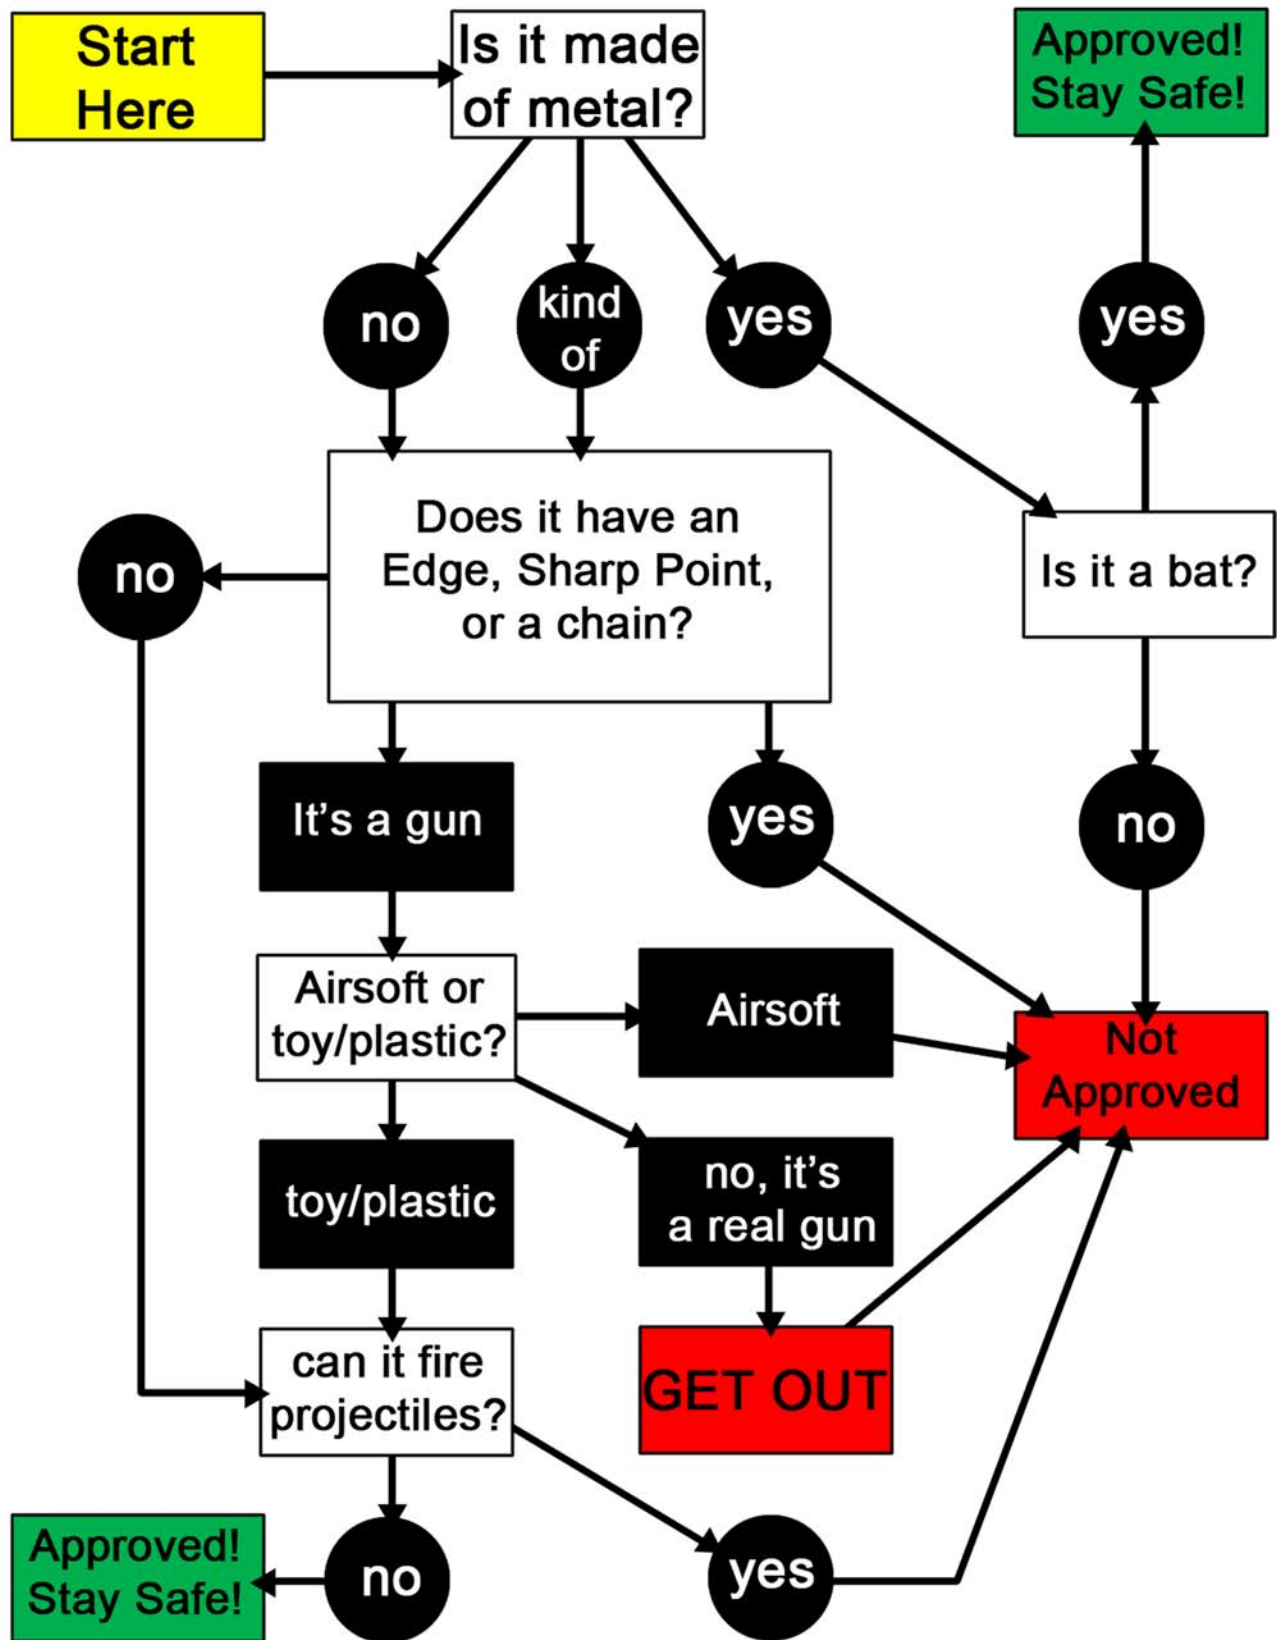 Start
Here
Is it made
of metal?
Approved!
Stay Safe!
no
kind
of
yes
yes
Does it have an
Edge, Sharp Point,
or a chain?
no
Is it a bat?
It's a gun
yes
no
Airsoft or
toy/plastic?
Airsoft
Not
Approved
toy/plastic
no, it's
a real gun
can it fire
projectiles?
GET OUT
Approved!
Stay Safe!
no
yes